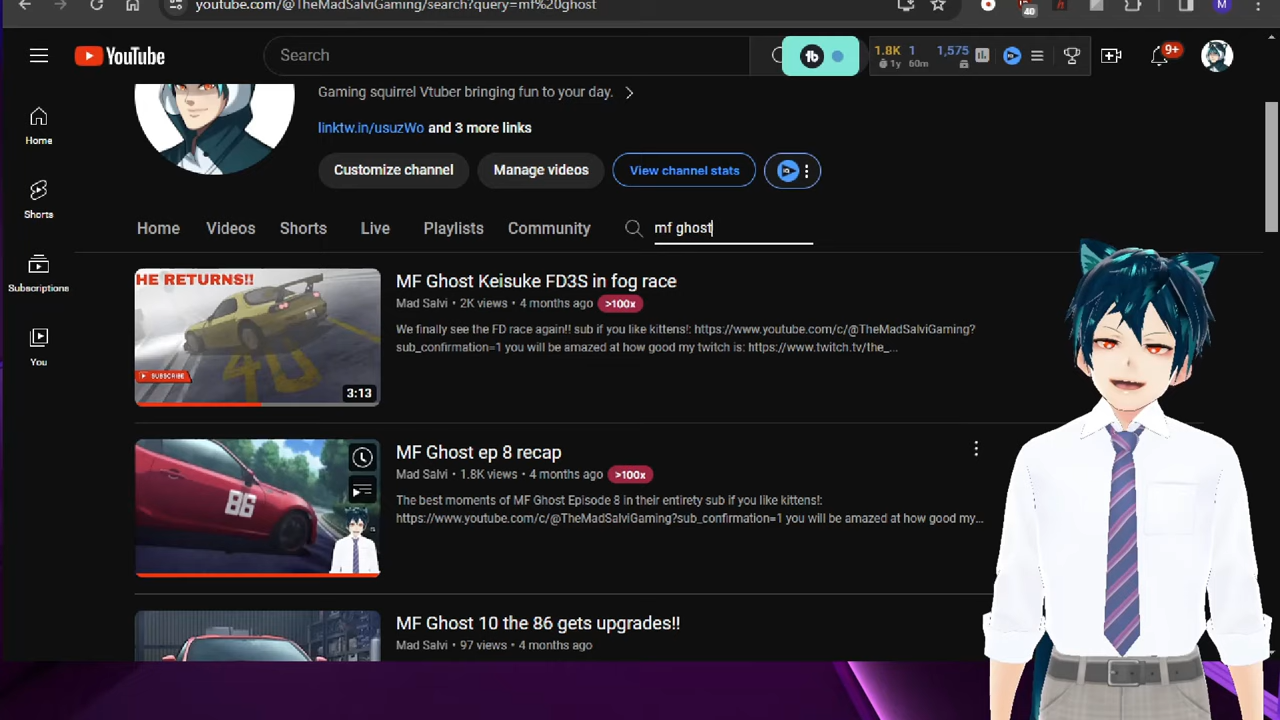 youtube.com/@TheMadSalviGaming/search?query=mf%20ghost
40
M
YouTube
Search
1.8K 1 1,575
1y 60m
9+
Gaming squirrel Vtuber bringing fun to your day.
linktw.in/usuzWo and 3 more links
Customize channel
Manage videos
View channel stats
Home
Shorts
Subscriptions
You
Home Videos Shorts Live Playlists Community mf ghost
HE RETURNS!!
SUBSCRIBE
3:13
MF Ghost Keisuke FD3S in fog race
Mad Salvi • 2K views • 4 months ago >100x
We finally see the FD race again!! sub if you like kittens!: https://www.youtube.com/c/@TheMadSalviGaming?
sub_confirmation=1 you will be amazed at how good my twitch is: https://www.twitch.tv/the_...
86
MF Ghost ep 8 recap
Mad Salvi • 1.8K views • 4 months ago >100x
The best moments of MF Ghost Episode 8 in their entirety sub if you like kittens!:
https://www.youtube.com/c/@TheMadSalviGaming?sub_confirmation=1 you will be amazed at how good my...
MF Ghost 10 the 86 gets upgrades!!
Mad Salvi • 97 views • 4 months ago